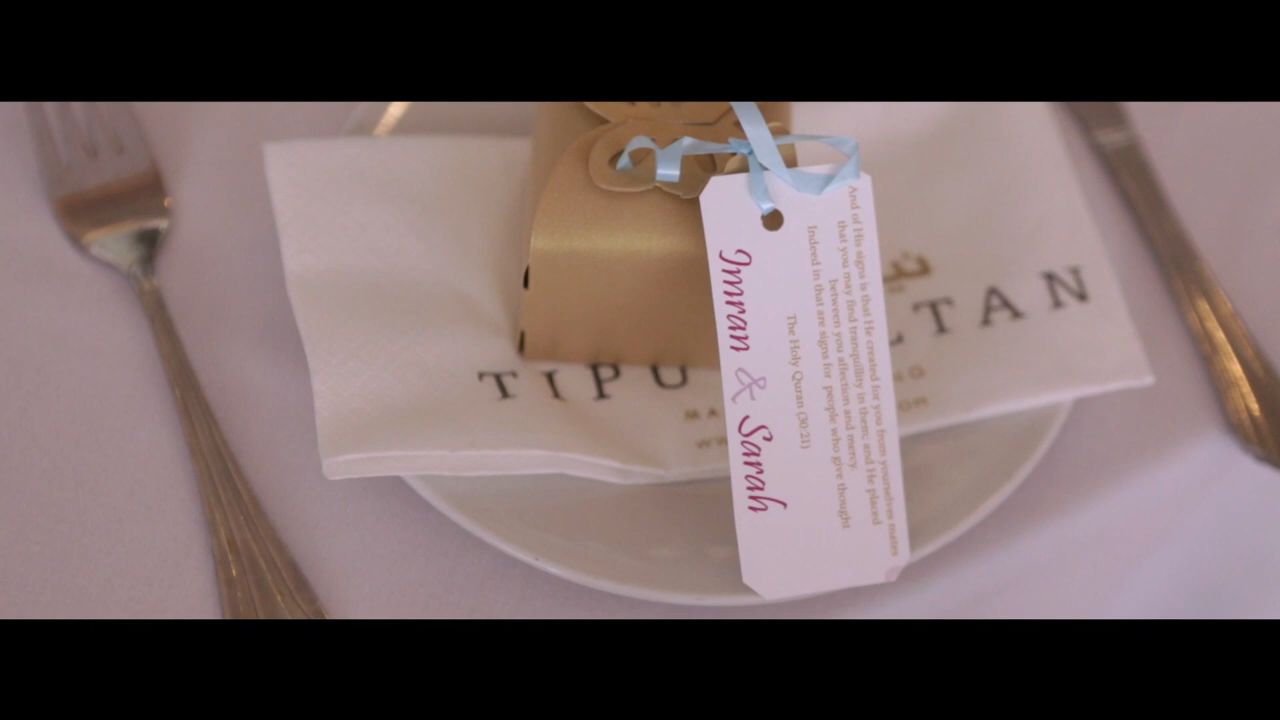 And of His signs is that He created for you from yourselves mates
that you may find tranquillity in them; and He placed
between you affection and mercy.
Indeed in that are signs for people who give thought
The Holy Quran (30:21)
Imran & Sarah
TIPU LTAN